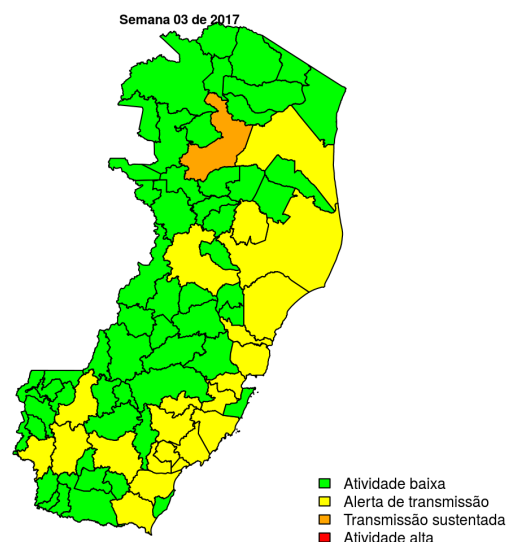 Semana 03 de 2017
Atividade baixa
Alerta de transmissão
Transmissão sustentada
Atividade alta